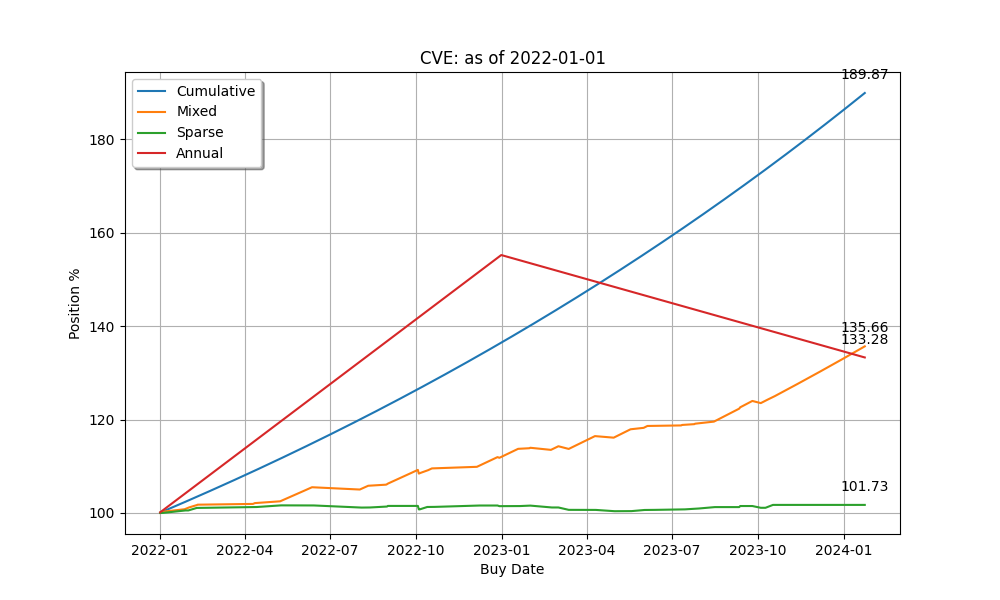 CVE: as of 2022-01-01
189.87
Cumulative
Mixed
Sparse
Annual
180
160
140
120
100
Position %
135.66
133.28
101.73
2022-01 2022-04 2022-07 2022-10 2023-01 2023-04 2023-07 2023-10 2024-01
Buy Date